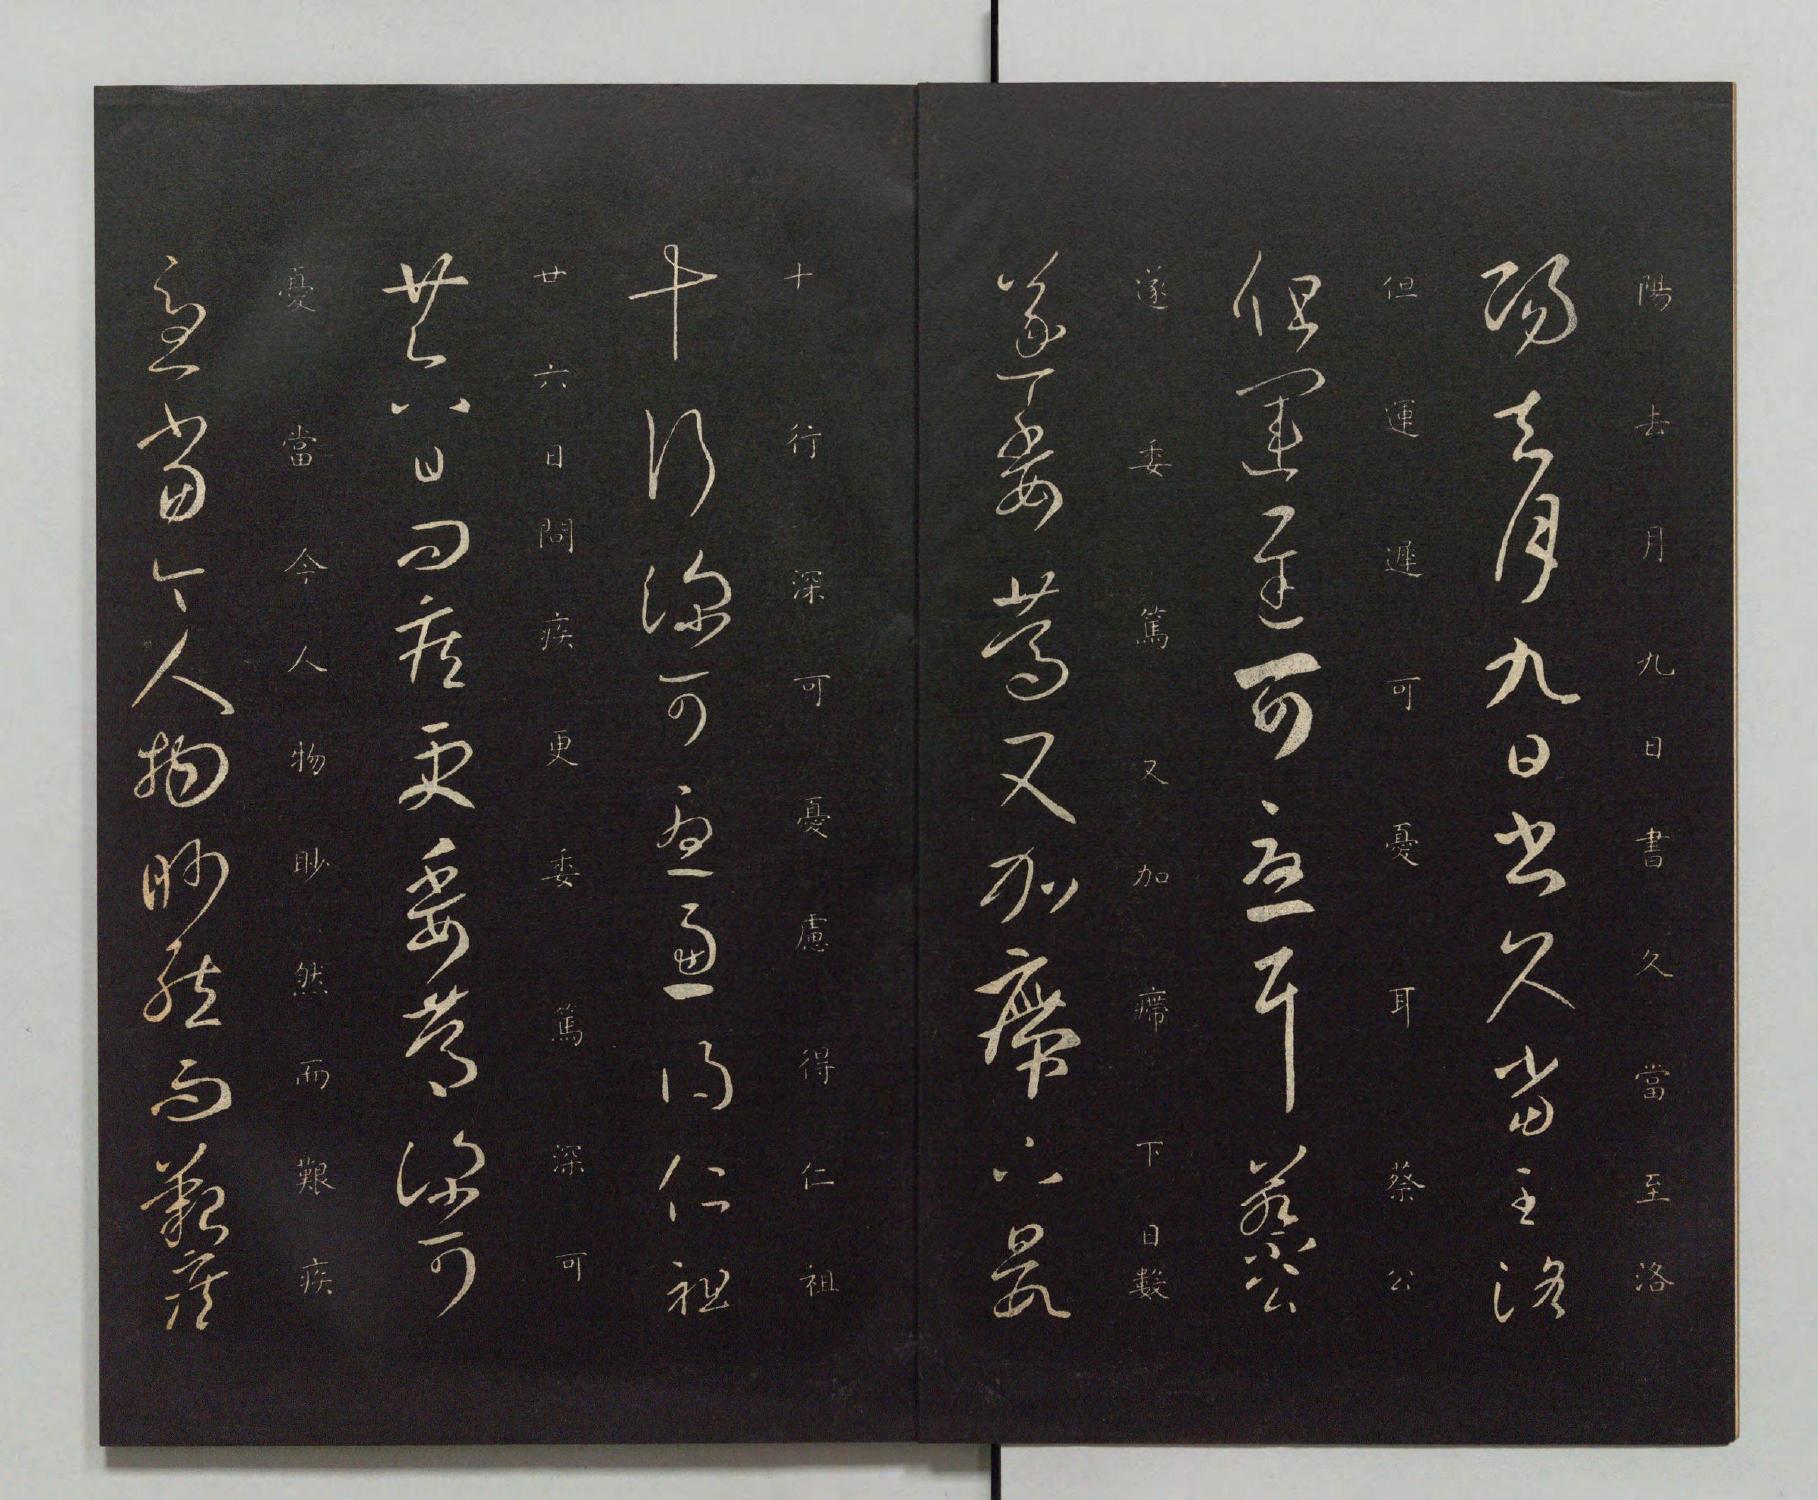 陽去月九日書久當至洛
陽去月九日書久當至洛
但運遲可憂耳蔡公
但運遲可憂耳蔡公
遂委篤又加㿃下日數
遂委篤又加㿃下日數
十行深可憂慮得仁祖
十行深可憂慮得仁祖
廿六日問疾更委篤深可
廿六日問疾更委篤深可
憂當今人物眇然而艱疾
憂當今人物眇然而艱疾